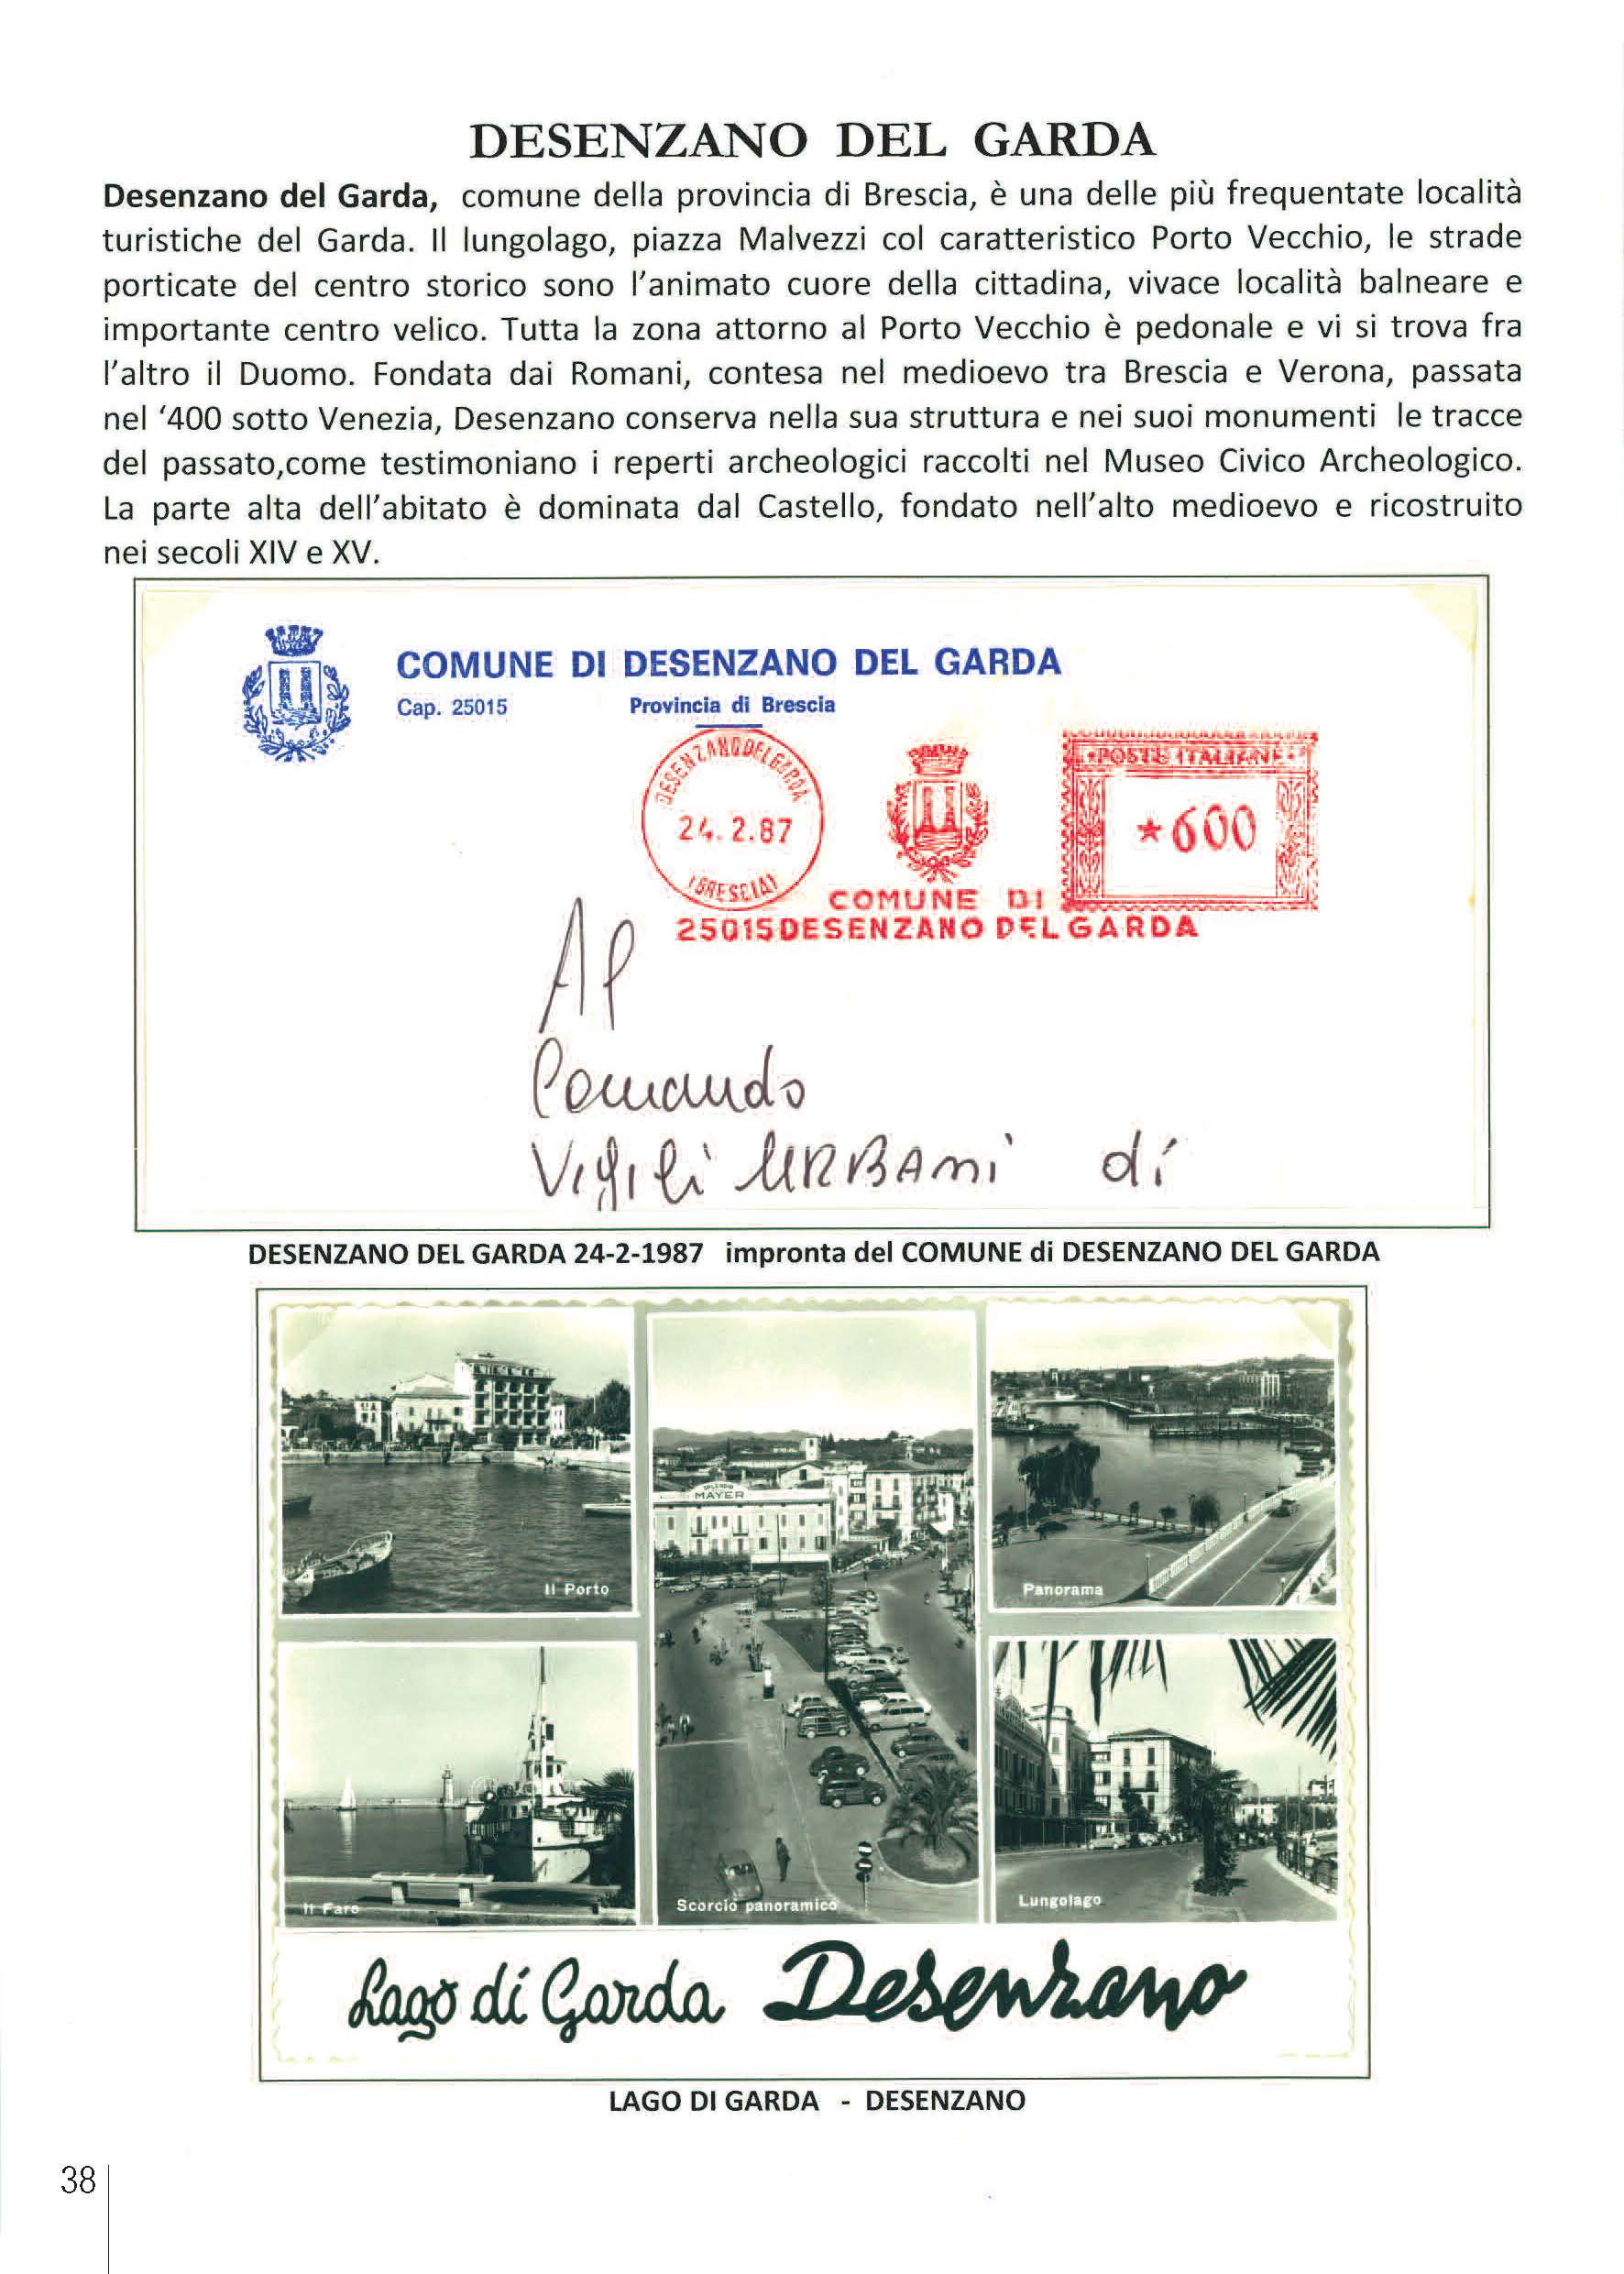 DESENZANO DEL GARDA
Desenzano del Garda, comune della provincia di Brescia, è una delle più frequentate località
turistiche del Garda. Il lungolago, piazza Malvezzi col caratteristico Porto Vecchio, le strade
porticate del centro storico sono l'animato cuore della cittadina, vivace località balneare e
importante centro velico. Tutta la zona attorno al Porto Vecchio è pedonale e vi si trova fra
l'altro il Duomo. Fondata dai Romani, contesa nel medioevo tra Brescia e Verona, passata
nel '400 sotto Venezia, Desenzano conserva nella sua struttura e nei suoi monumenti le tracce
del passato,come testimoniano i reperti archeologici raccolti nel Museo Civico Archeologico.
La parte alta dell'abitato è dominata dal Castello, fondato nell'alto medioevo e ricostruito
nei secoli XIV e XV.
COMUNE DI DESENZANO DEL GARDA
Cap. 25015 Provincia di Brescia
DESENZANO DEL GARDA
24.2.87
(BRESCIA)
POSTE ITALIANE
*600
COMUNE DI
25015 DESENZANO DEL GARDA
Al
Comando
Vigili URBANi di
DESENZANO DEL GARDA 24-2-1987 impronta del COMUNE di DESENZANO DEL GARDA
SPLENDID
MAYER
Il Porto
Panorama
Il Faro
Scorcio panoramico
Lungolago
Lago di Garda Desenzano
LAGO DI GARDA - DESENZANO
38